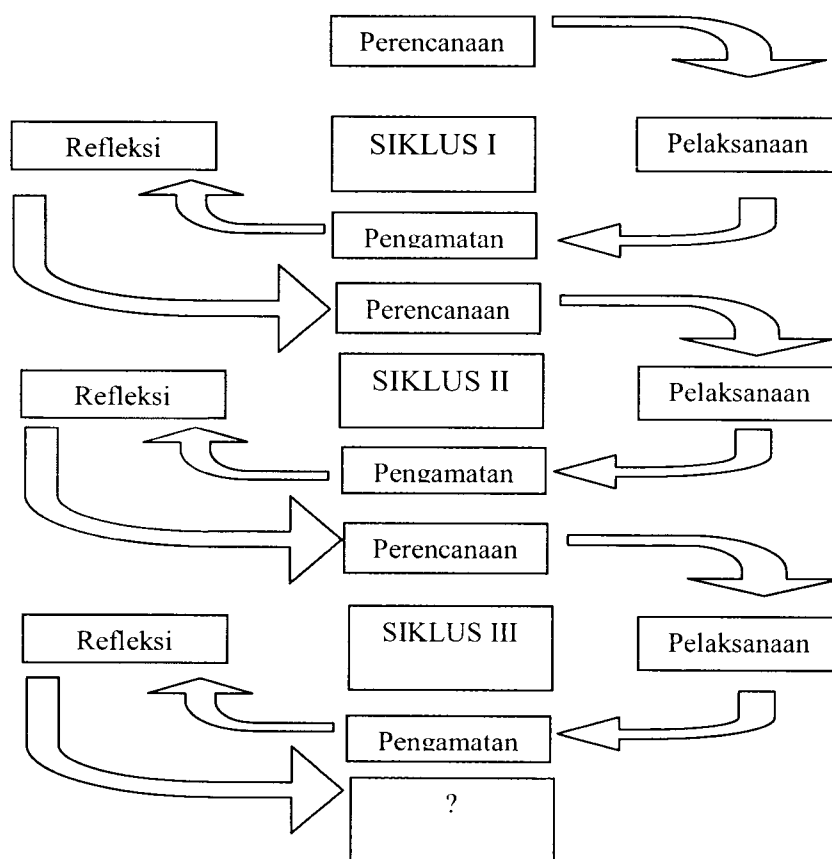 Perencanaan
Refleksi
SIKLUS I
Pelaksanaan
Pengamatan
Perencanaan
Refleksi
SIKLUS II
Pelaksanaan
Pengamatan
Perencanaan
Refleksi
SIKLUS III
Pelaksanaan
Pengamatan
?